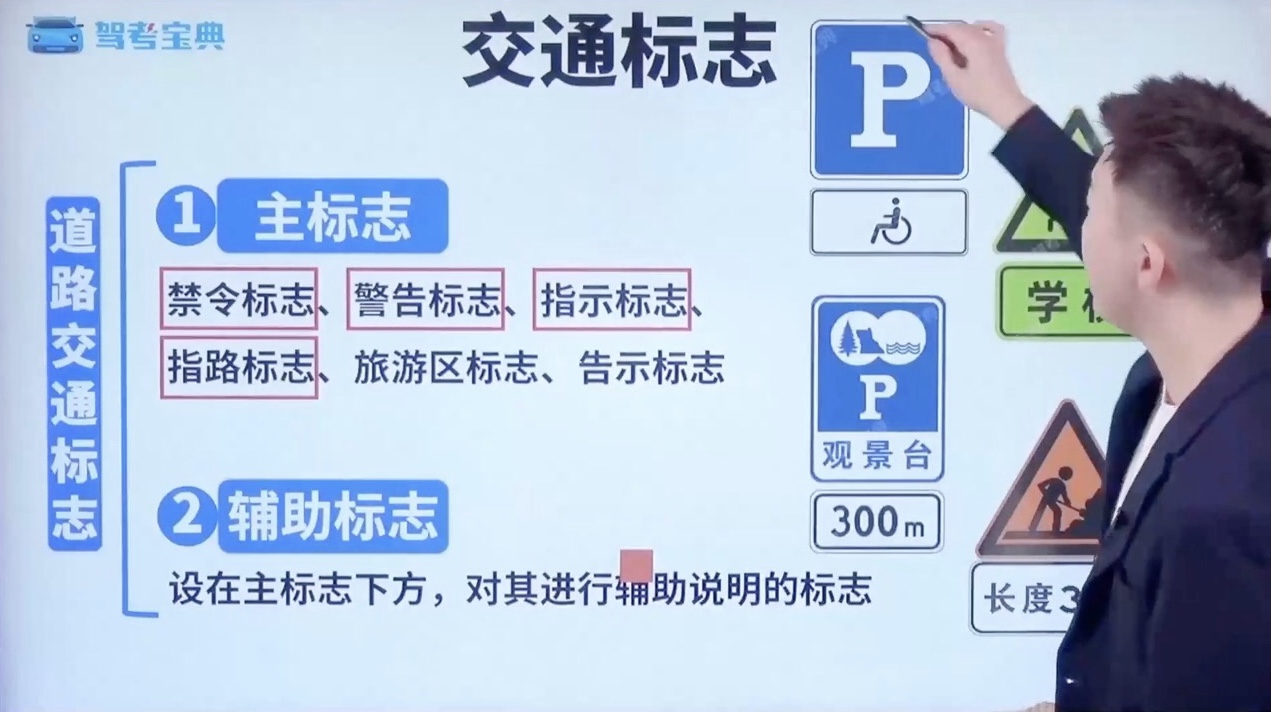 驾考宝典
交通标志
道路交通标志
1 主标志
禁令标志、警告标志、指示标志、
指路标志、旅游区标志、告示标志
2 辅助标志
设在主标志下方，对其进行辅助说明的标志
P
P
观景台
300m
学
长度3